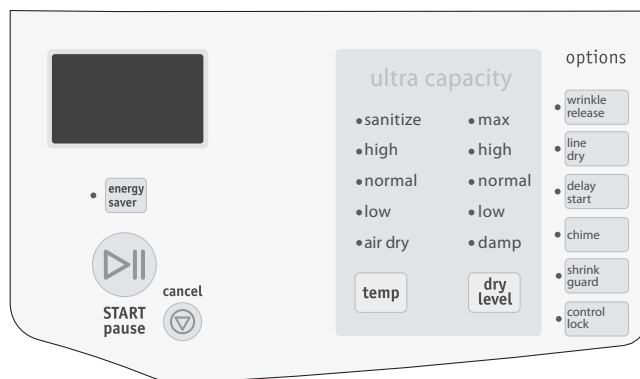 energy
saver
START
pause
cancel
ultra capacity
sanitize
high
normal
low
air dry
temp
max
high
normal
low
damp
dry
level
options
wrinkle
release
line
dry
delay
start
chime
shrink
guard
control
lock